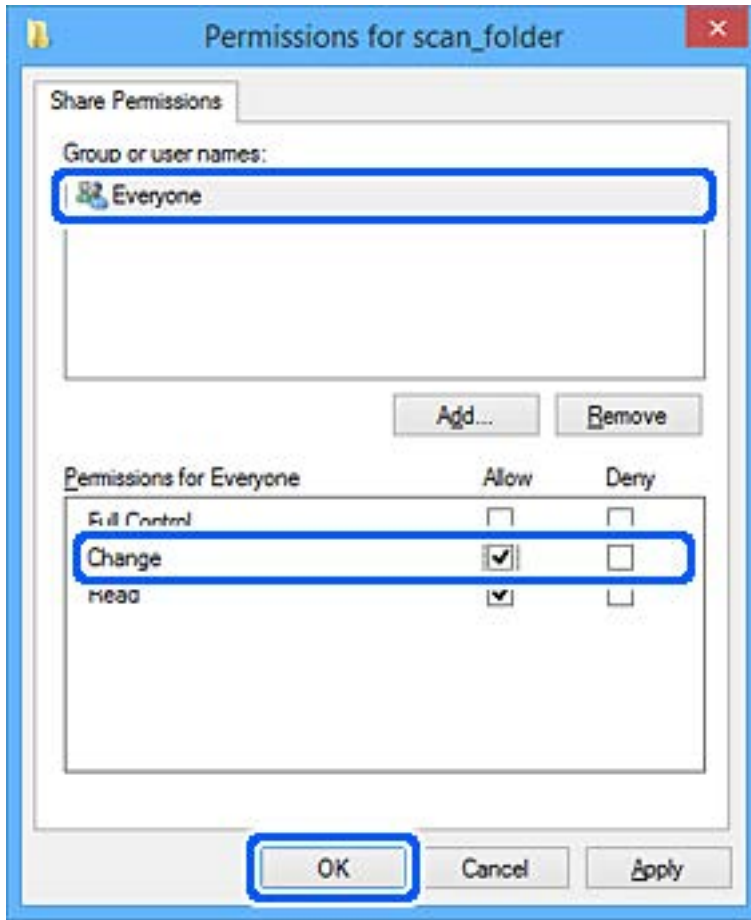 Permissions for scan_folder
Share Permissions
Group or user names:
Everyone
Add... Remove
Permissions for Everyone Allow Deny
Full Control
Change
Read
OK Cancel Apply